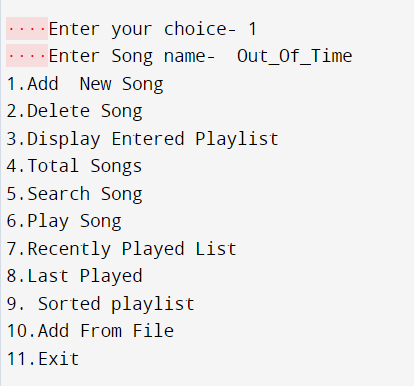 ····Enter your choice- 1
····Enter Song name-  Out_Of_Time
1.Add  New Song
2.Delete Song
3.Display Entered Playlist
4.Total Songs
5.Search Song
6.Play Song
7.Recently Played List
8.Last Played
9. Sorted playlist
10.Add From File
11.Exit